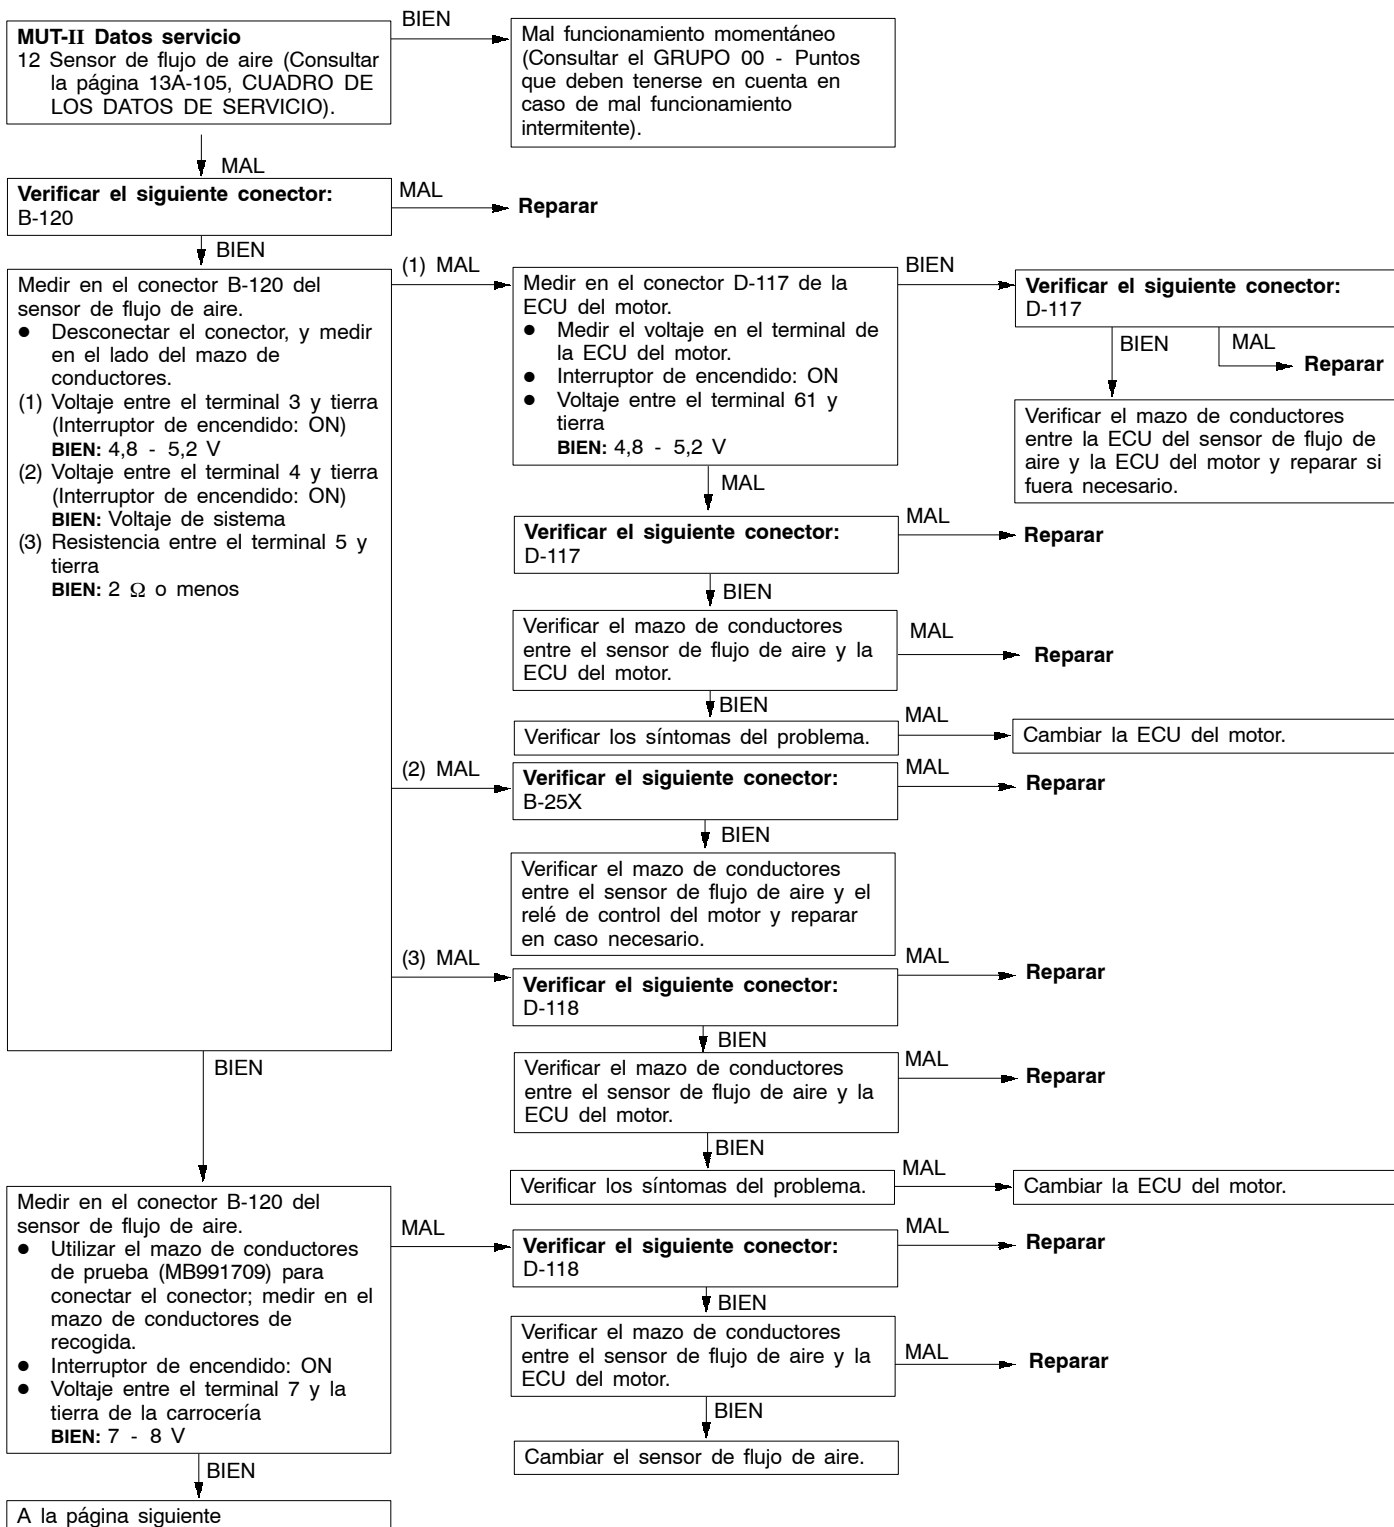 MUT-II Datos servicio
12 Sensor de flujo de aire (Consultar
la página 13A-105, CUADRO DE
LOS DATOS DE SERVICIO).
BIEN
Mal funcionamiento momentáneo
(Consultar el GRUPO 00 - Puntos
que deben tenerse en cuenta en
caso de mal funcionamiento
intermitente).
MAL
Verificar el siguiente conector:
B-120
MAL
Reparar
BIEN
Medir en el conector B-120 del
sensor de flujo de aire.
● Desconectar el conector, y medir
en el lado del mazo de
conductores.
(1) Voltaje entre el terminal 3 y tierra
(Interruptor de encendido: ON)
BIEN: 4,8 - 5,2 V
(2) Voltaje entre el terminal 4 y tierra
(Interruptor de encendido: ON)
BIEN: Voltaje de sistema
(3) Resistencia entre el terminal 5 y
tierra
BIEN: 2 Ω o menos
(1) MAL
Medir en el conector D-117 de la
ECU del motor.
● Medir el voltaje en el terminal de
la ECU del motor.
● Interruptor de encendido: ON
● Voltaje entre el terminal 61 y
tierra
BIEN: 4,8 - 5,2 V
BIEN
Verificar el siguiente conector:
D-117
BIEN
MAL
Reparar
Verificar el mazo de conductores
entre la ECU del sensor de flujo de
aire y la ECU del motor y reparar si
fuera necesario.
MAL
Verificar el siguiente conector:
D-117
MAL
Reparar
BIEN
Verificar el mazo de conductores
entre el sensor de flujo de aire y la
ECU del motor.
MAL
Reparar
BIEN
Verificar los síntomas del problema.
MAL
Cambiar la ECU del motor.
(2) MAL
Verificar el siguiente conector:
B-25X
MAL
Reparar
BIEN
Verificar el mazo de conductores
entre el sensor de flujo de aire y el
relé de control del motor y reparar
en caso necesario.
(3) MAL
Verificar el siguiente conector:
D-118
MAL
Reparar
BIEN
Verificar el mazo de conductores
entre el sensor de flujo de aire y la
ECU del motor.
MAL
Reparar
BIEN
Verificar los síntomas del problema.
MAL
Cambiar la ECU del motor.
BIEN
Medir en el conector B-120 del
sensor de flujo de aire.
● Utilizar el mazo de conductores
de prueba (MB991709) para
conectar el conector; medir en el
mazo de conductores de
recogida.
● Interruptor de encendido: ON
● Voltaje entre el terminal 7 y la
tierra de la carrocería
BIEN: 7 - 8 V
MAL
Verificar el siguiente conector:
D-118
MAL
Reparar
BIEN
Verificar el mazo de conductores
entre el sensor de flujo de aire y la
ECU del motor.
MAL
Reparar
BIEN
Cambiar el sensor de flujo de aire.
BIEN
A la página siguiente